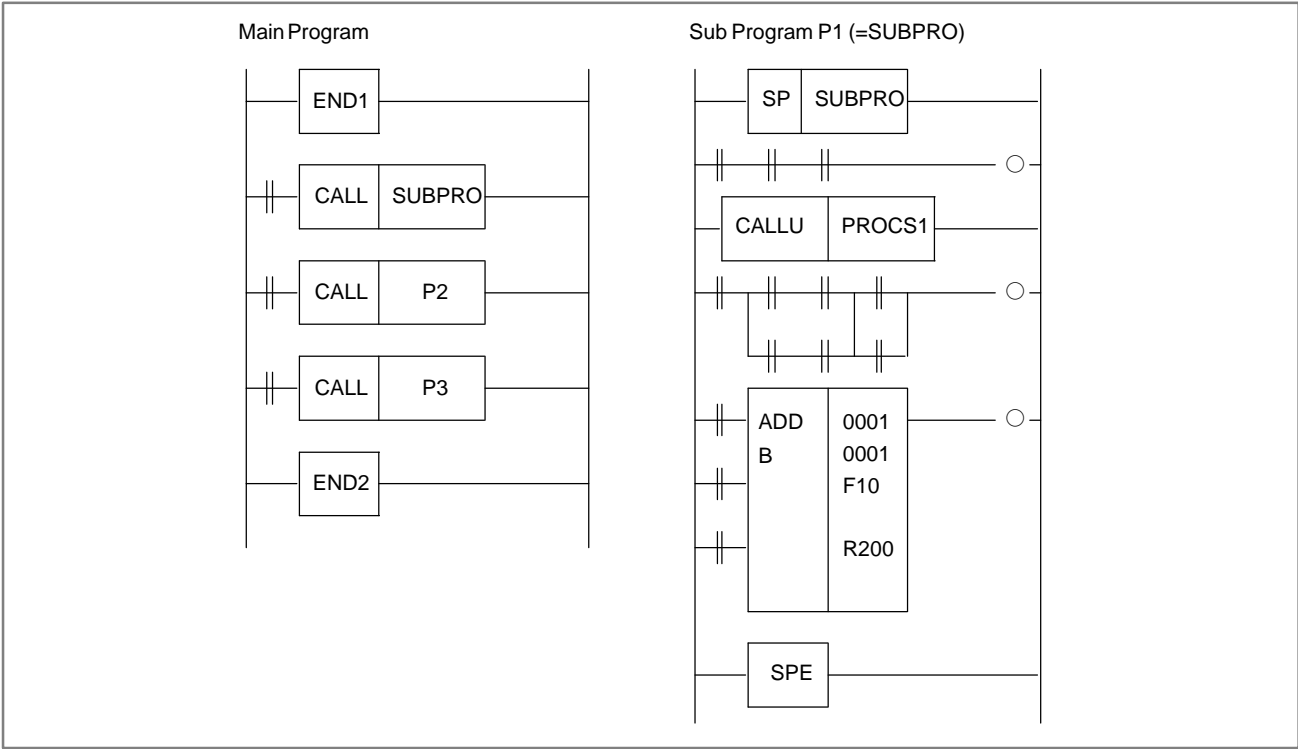 Main Program
END1
CALL SUBPRO
CALL P2
CALL P3
END2
Sub Program P1 (=SUBPRO)
SP SUBPRO
CALLU PROCS1
ADD 0001
B 0001
F10
R200
SPE